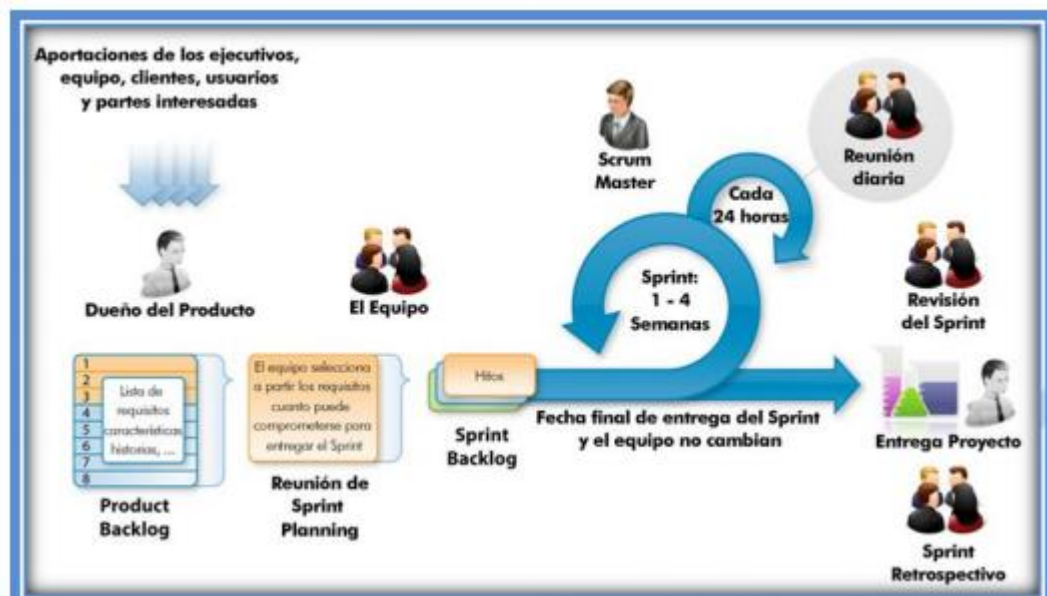 Aportaciones de los ejecutivos,
equipo, clientes, usuarios
y partes interesadas
Dueño del Producto
El Equipo
Scrum
Master
Cada
24 horas
Reunión
diaria
Sprint:
1 - 4
Semanas
Revisión
del Sprint
1
2
3
4
5
6
7
8
Lista de
requisitos
características
historias, ...
Product
Backlog
El equipo selecciona
a partir los requisitos
cuanto puede
comprometerse para
entregar el Sprint
Reunión de
Sprint
Planning
Hitos
Sprint
Backlog
Fecha final de entrega del Sprint
y el equipo no cambian
Entrega Proyecto
Sprint
Retrospectivo